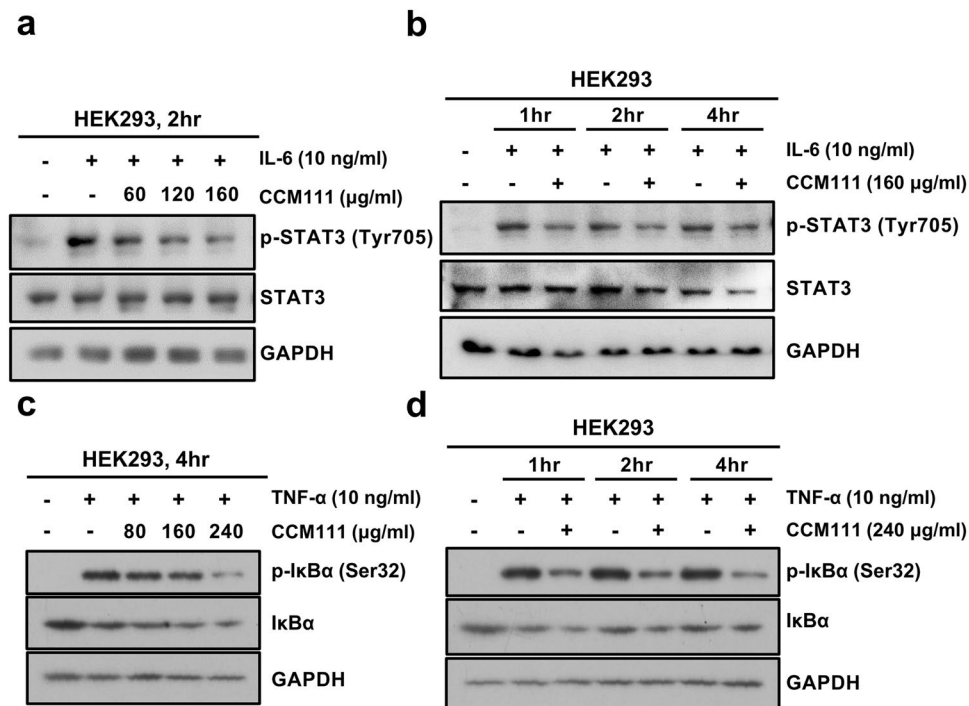 a
HEK293, 2hr
- + + + + IL-6 (10 ng/ml)
- - 60 120 160 CCM111 (µg/ml)
p-STAT3 (Tyr705)
STAT3
GAPDH
b
HEK293
1hr 2hr 4hr
- + + + + + + IL-6 (10 ng/ml)
- - + - + - + CCM111 (160 µg/ml)
p-STAT3 (Tyr705)
STAT3
GAPDH
c
HEK293, 4hr
- + + + + TNF-α (10 ng/ml)
- - 80 160 240 CCM111 (µg/ml)
p-IκBα (Ser32)
IκBα
GAPDH
d
HEK293
1hr 2hr 4hr
- + + + + + + TNF-α (10 ng/ml)
- - + - + - + CCM111 (240 µg/ml)
p-IκBα (Ser32)
IκBα
GAPDH